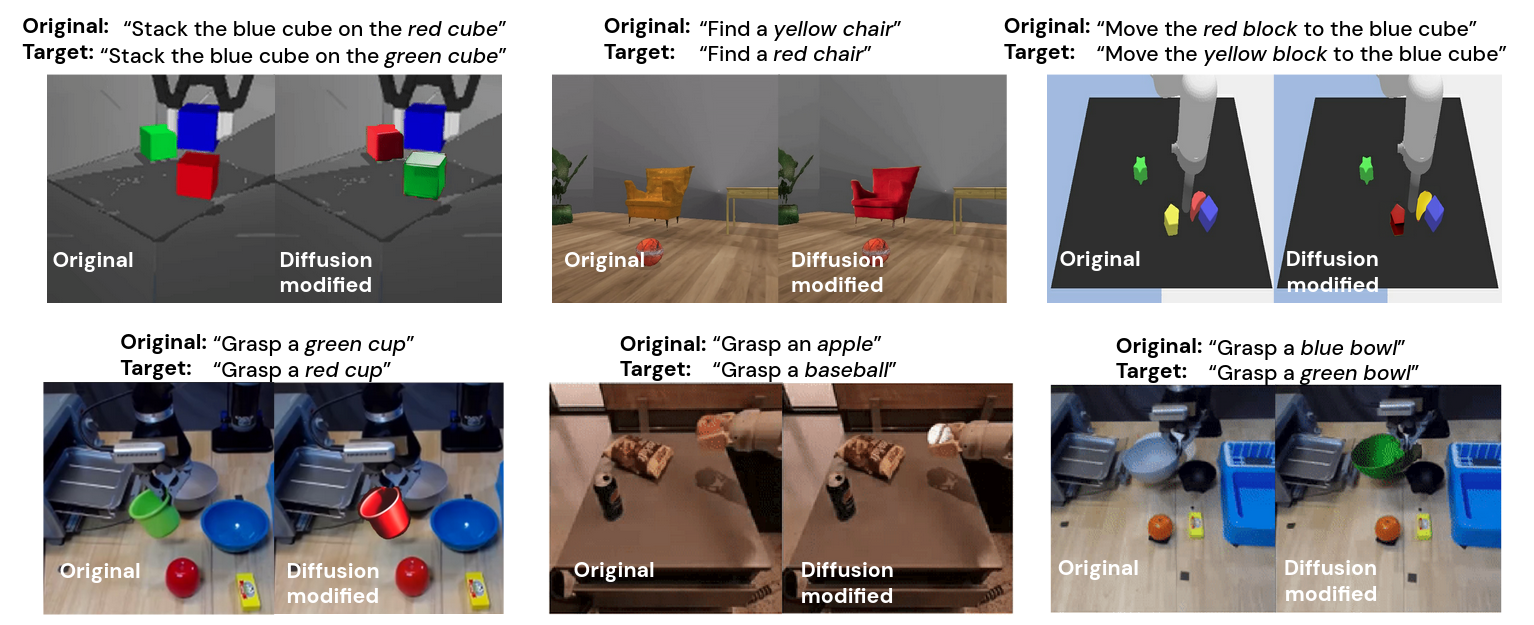 Original: “Stack the blue cube on the red cube”
Target: “Stack the blue cube on the green cube”
Original
Diffusion
modified
Original: “Find a yellow chair”
Target: “Find a red chair”
Original
Diffusion
modified
Original: “Move the red block to the blue cube”
Target: “Move the yellow block to the blue cube”
Original
Diffusion
modified
Original: “Grasp a green cup”
Target: “Grasp a red cup”
Original
Diffusion
modified
Original: “Grasp an apple”
Target: “Grasp a baseball”
Original
Diffusion
modified
Original: “Grasp a blue bowl”
Target: “Grasp a green bowl”
Original
Diffusion
modified